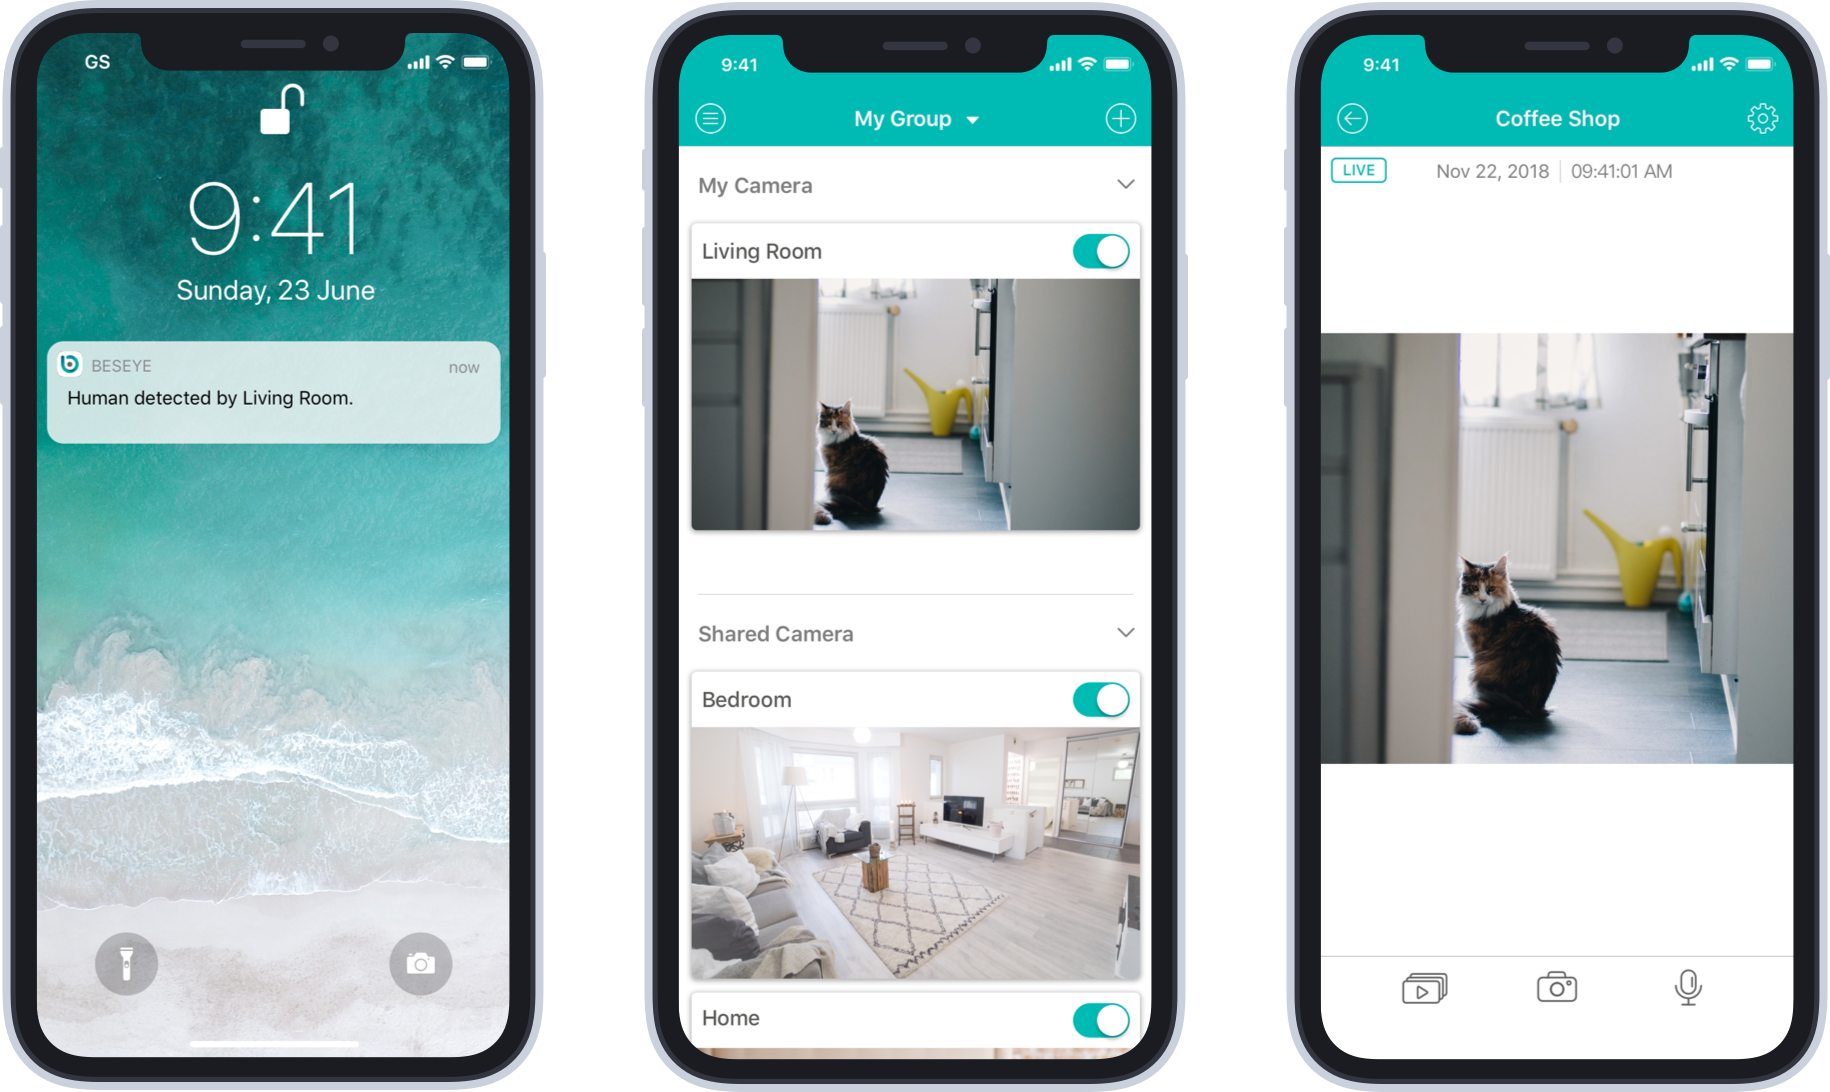 GS
9:41
Sunday, 23 June
BESEYE
now
Human detected by Living Room.
9:41
My Group
My Camera
Living Room
Shared Camera
Bedroom
Home
9:41
Coffee Shop
LIVE
Nov 22, 2018 | 09:41:01 AM